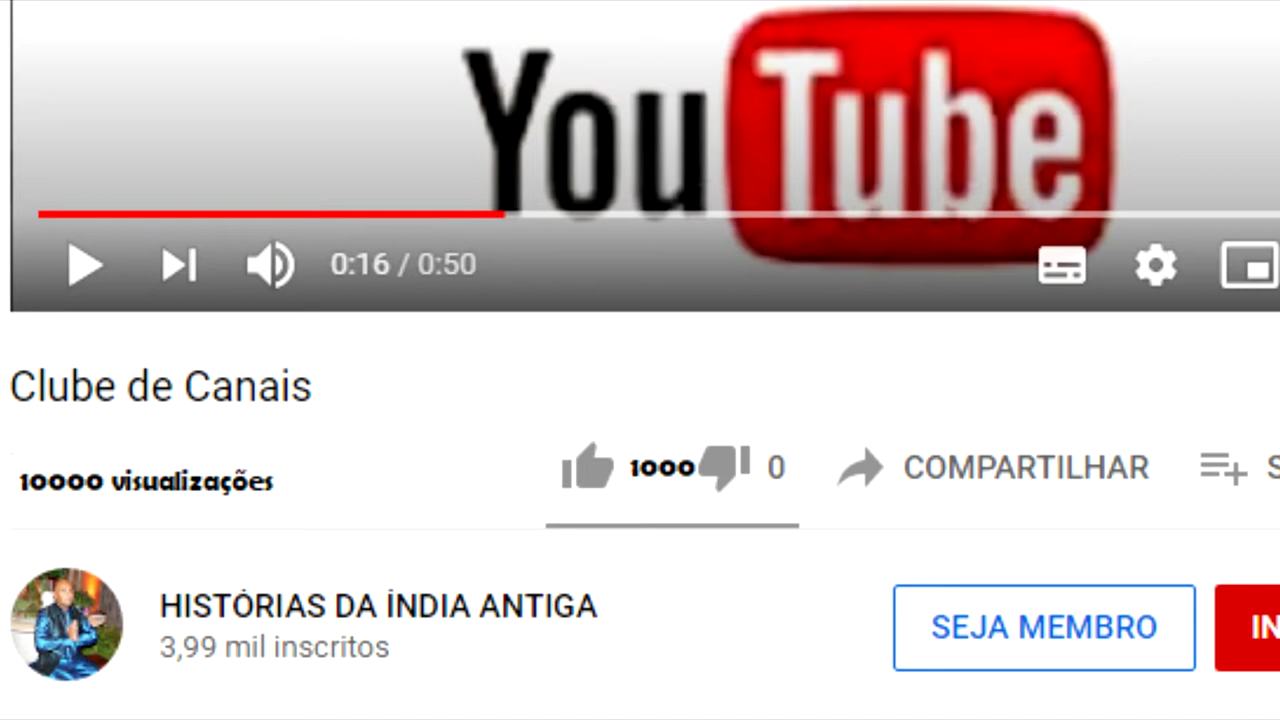 YouTube
0:16 / 0:50
Clube de Canais
10000 visualizações
1000 0 COMPARTILHAR S
HISTÓRIAS DA ÍNDIA ANTIGA
3,99 mil inscritos
SEJA MEMBRO IN